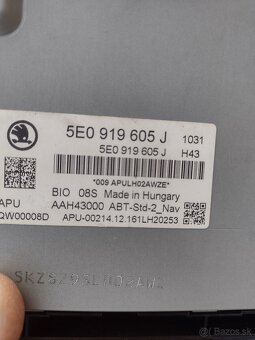 5E0 919 605 J 1031
5E0 919 605 J H43
*009 APULH02AWZE*
BIO 08S Made in Hungary
APU AAH43000 ABT-Std-2_Nav
QW00008D APU-00214.12.161LH20253
bazos.sk